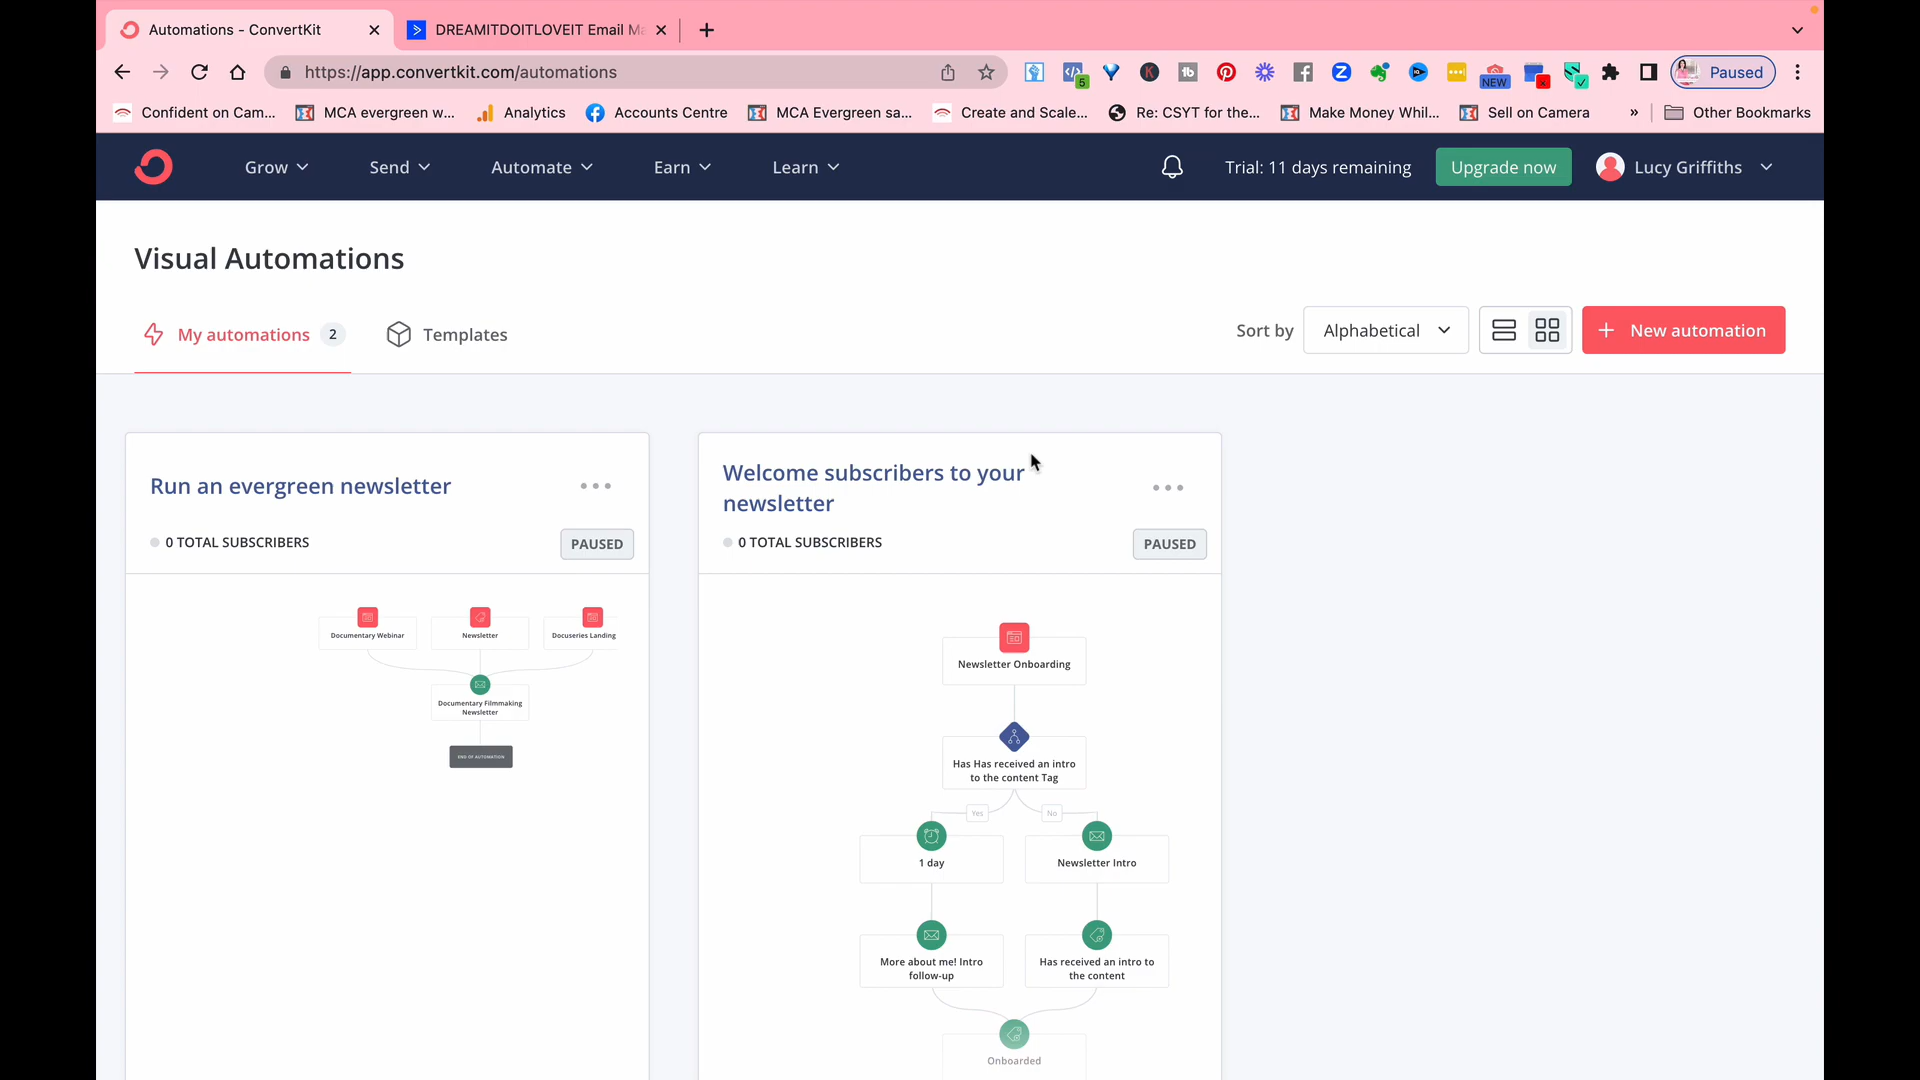 Automations - ConvertKit
DREAMITDOITLOVEIT Email Ma
https://app.convertkit.com/automations
5
NEW
Paused
Confident on Cam...
MCA evergreen w...
Analytics
Accounts Centre
MCA Evergreen sa...
Create and Scale...
Re: CSYT for the...
Make Money Whil...
Sell on Camera
»
Other Bookmarks
Grow
Send
Automate
Earn
Learn
Trial: 11 days remaining
Upgrade now
Lucy Griffiths
Visual Automations
My automations 2
Templates
Sort by
Alphabetical
+ New automation
Run an evergreen newsletter
0 TOTAL SUBSCRIBERS
PAUSED
Documentary Webinar
Newsletter
Docuseries Landing
Documentary Filmmaking
Newsletter
END OF AUTOMATION
Welcome subscribers to your
newsletter
0 TOTAL SUBSCRIBERS
PAUSED
Newsletter Onboarding
Has Has received an intro
to the content Tag
Yes
No
1 day
Newsletter Intro
More about me! Intro
follow-up
Has received an intro to
the content
Onboarded